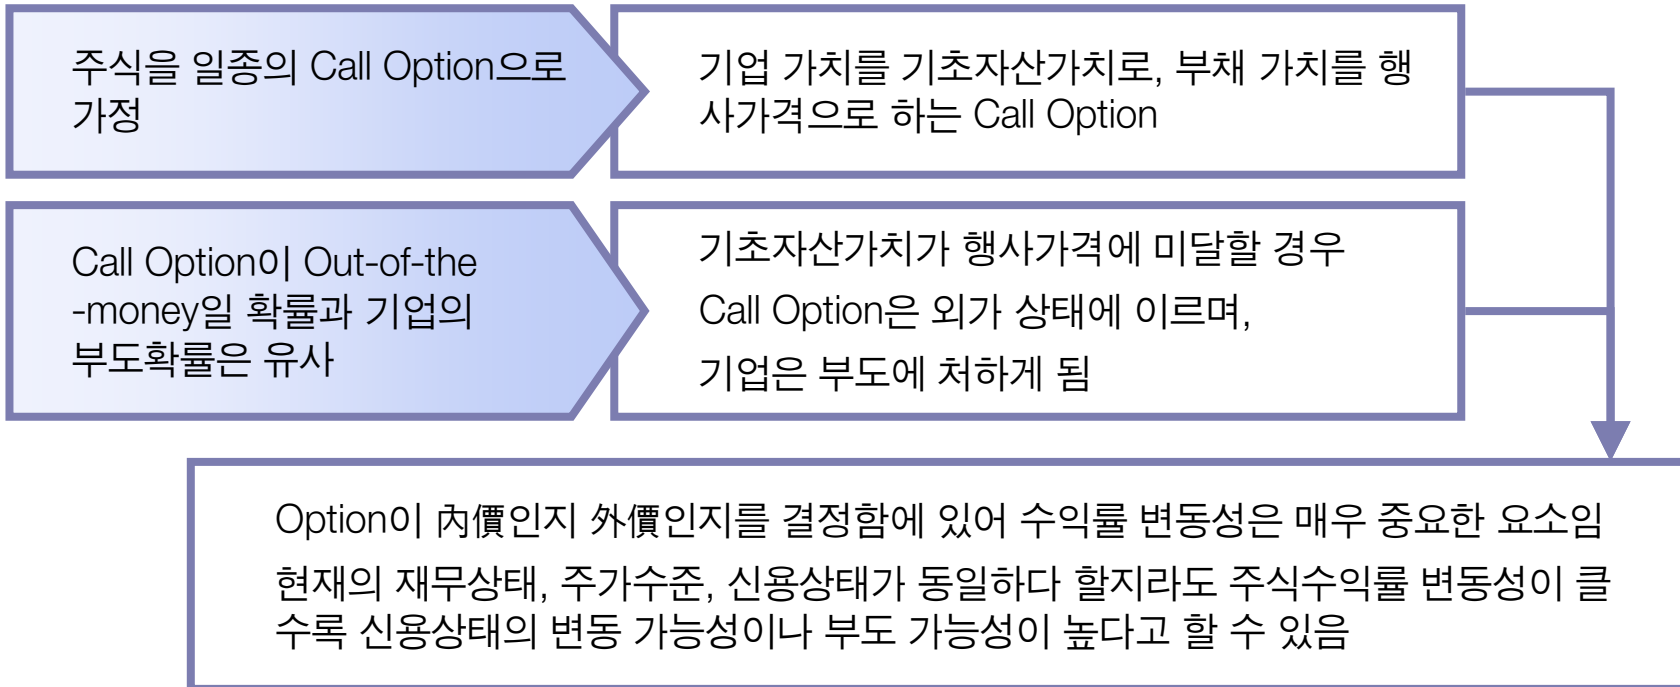 주식을 일종의 Call Option으로
가정
기업 가치를 기초자산가치로, 부채 가치를 행
사가격으로 하는 Call Option
Call Option이 Out-of-the
-money일 확률과 기업의
부도확률은 유사
기초자산가치가 행사가격에 미달할 경우
Call Option은 외가 상태에 이르며,
기업은 부도에 처하게 됨
Option이 內價인지 外價인지를 결정함에 있어 수익률 변동성은 매우 중요한 요소임
현재의 재무상태, 주가수준, 신용상태가 동일하다 할지라도 주식수익률 변동성이 클
수록 신용상태의 변동 가능성이나 부도 가능성이 높다고 할 수 있음